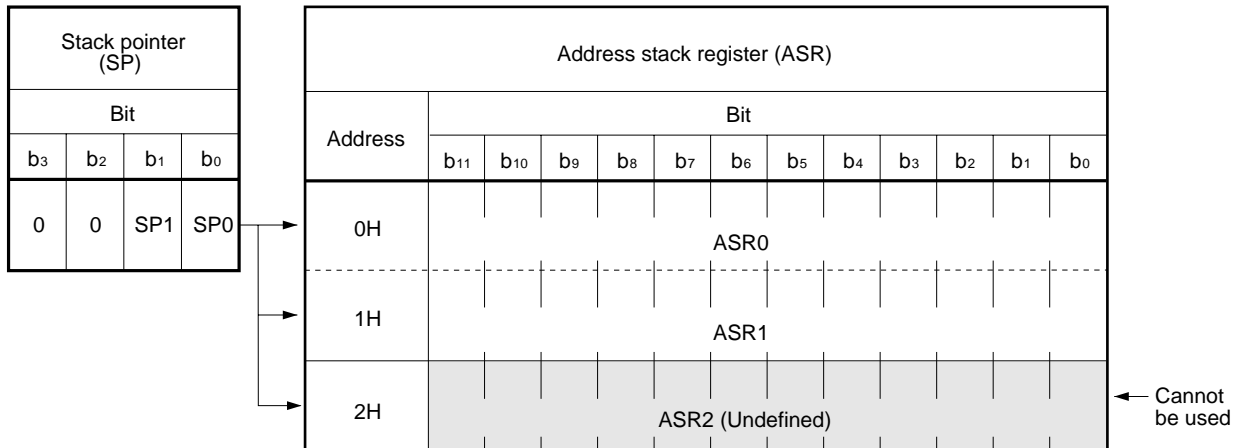 Stack pointer
(SP)
Bit
b3 b2 b1 b0
0 0 SP1 SP0
Address stack register (ASR)
Address
Bit
b11 b10 b9 b8 b7 b6 b5 b4 b3 b2 b1 b0
0H
ASR0
1H
ASR1
2H
ASR2 (Undefined)
Cannot
be used